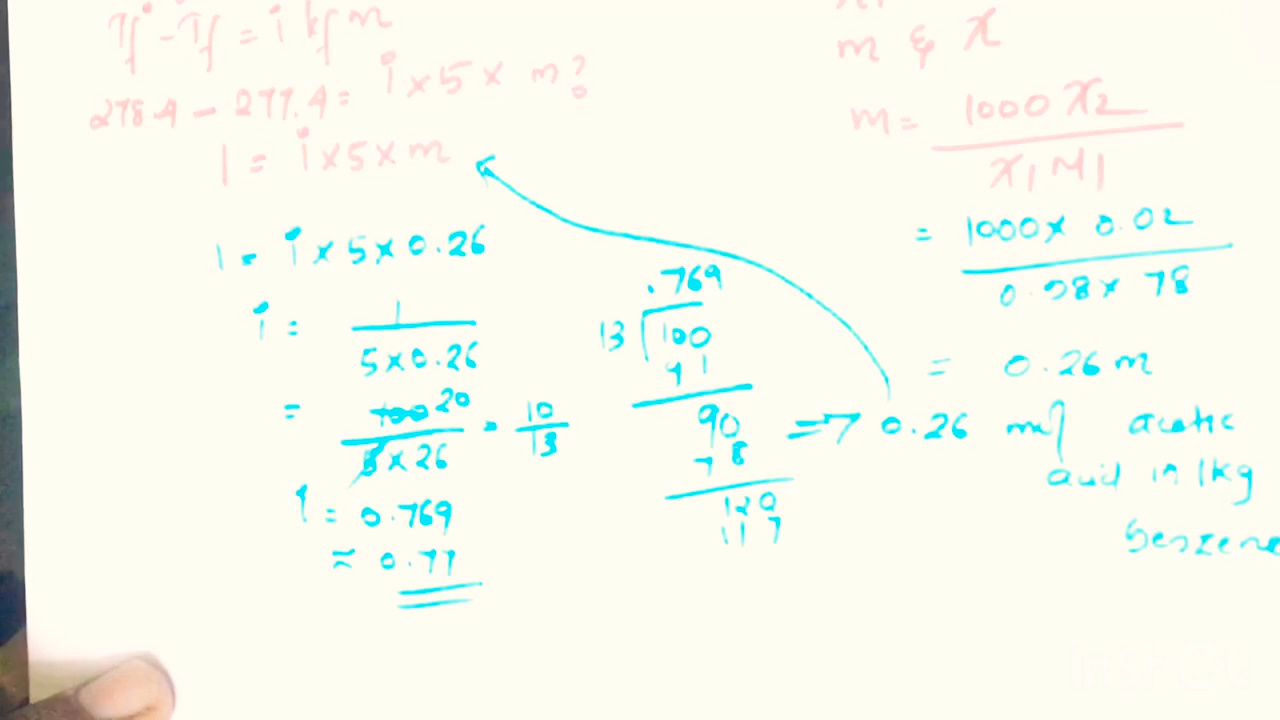 Tf° - Tf = i kf m
278.4 - 277.4 = i × 5 × m?
1 = i × 5 × m
1 = i × 5 × 0.26
i = 1
5 × 0.26
= 100 20
5 × 26
= 10
13
i = 0.769
≈ 0.77
.769
13 100
91
90
78
120
117
m & x
m = 1000 x2
x1 M1
= 1000 × 0.02
0.98 × 78
= 0.26 m
=> 0.26 mol acetic
acid in 1kg
benzene